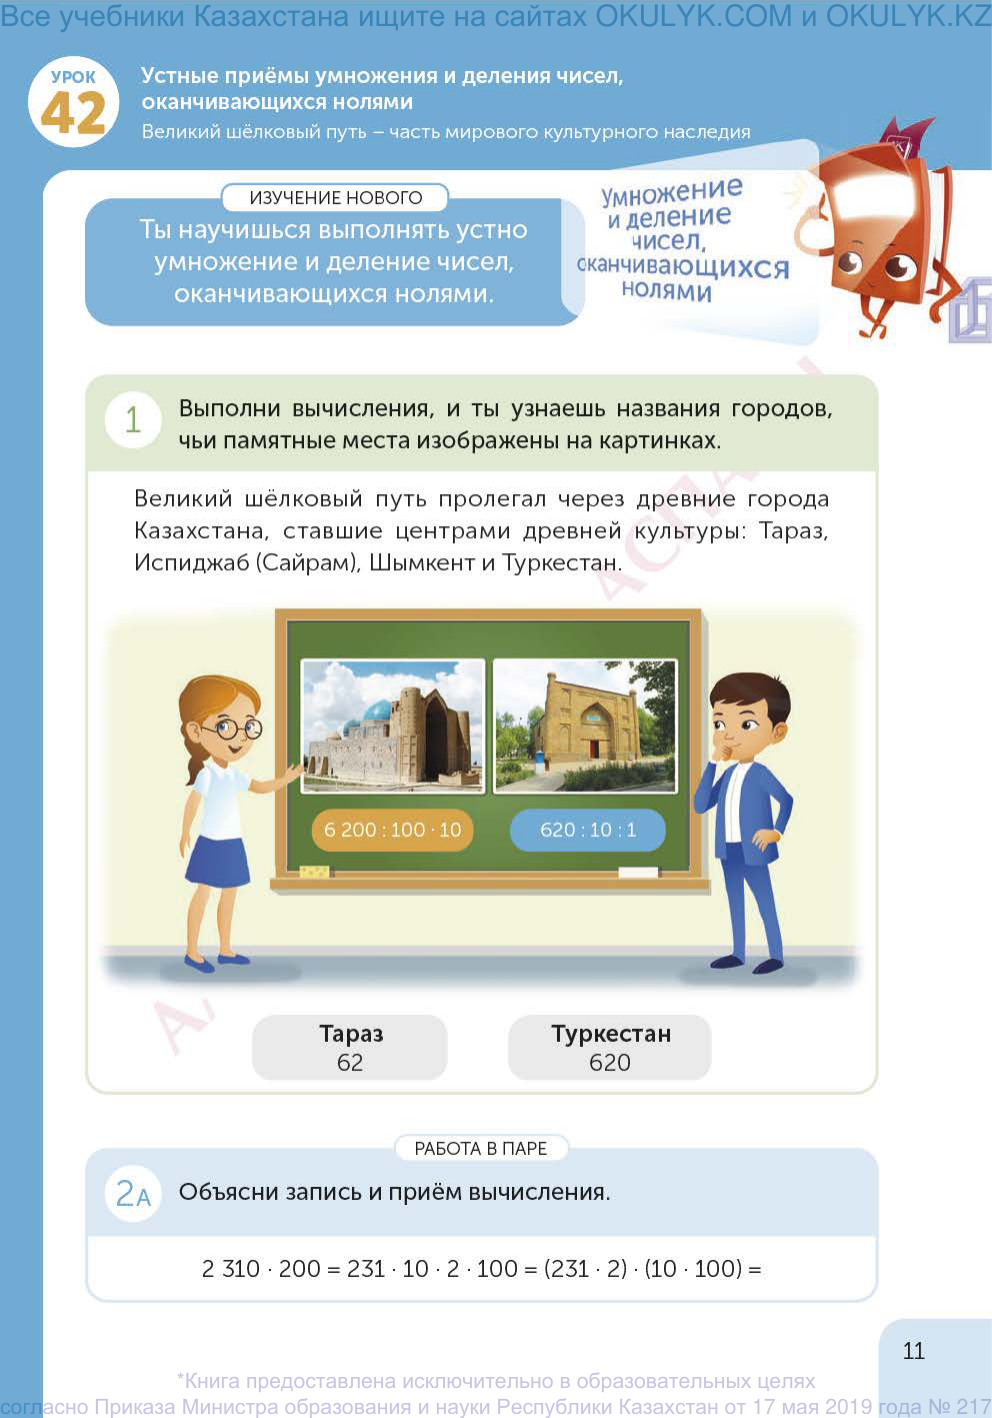 Все учебники Казахстана ищите на сайтах OKULYK.COM и OKULYK.KZ
УРОК
42
Устные приёмы умножения и деления чисел,
оканчивающихся нолями
Великий шёлковый путь – часть мирового культурного наследия
ИЗУЧЕНИЕ НОВОГО
Ты научишься выполнять устно
умножение и деление чисел,
оканчивающихся нолями.
Умножение
и деление
чисел,
оканчивающихся
нолями
1
Выполни вычисления, и ты узнаешь названия городов,
чьи памятные места изображены на картинках.
Великий шёлковый путь пролегал через древние города
Казахстана, ставшие центрами древней культуры: Тараз,
Испиджаб (Сайрам), Шымкент и Туркестан.
6 200 : 100 · 10
620 : 10 : 1
Тараз
62
Туркестан
620
РАБОТА В ПАРЕ
2А
Объясни запись и приём вычисления.
2 310 · 200 = 231 · 10 · 2 · 100 = (231 · 2) · (10 · 100) =
11
*Книга предоставлена исключительно в образовательных целях
согласно Приказа Министра образования и науки Республики Казахстан от 17 мая 2019 года № 217